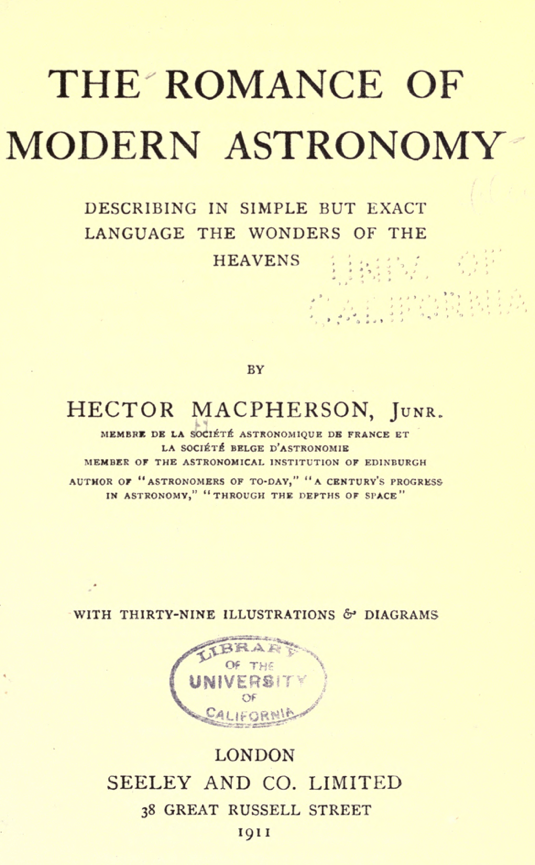 THE ROMANCE OF
MODERN ASTRONOMY
DESCRIBING IN SIMPLE BUT EXACT
LANGUAGE THE WONDERS OF THE
HEAVENS
UNIV. OF
CALIFORNIA
BY
HECTOR MACPHERSON, JUNR.
MEMBRE DE LA SOCIÉTÉ ASTRONOMIQUE DE FRANCE ET
LA SOCIÉTÉ BELGE D'ASTRONOMIE
MEMBER OF THE ASTRONOMICAL INSTITUTION OF EDINBURGH
AUTHOR OF "ASTRONOMERS OF TO-DAY," "A CENTURY'S PROGRESS
IN ASTRONOMY," "THROUGH THE DEPTHS OF SPACE"
WITH THIRTY-NINE ILLUSTRATIONS & DIAGRAMS
LIBRARY
OF THE
UNIVERSITY
OF
CALIFORNIA
LONDON
SEELEY AND CO. LIMITED
38 GREAT RUSSELL STREET
1911